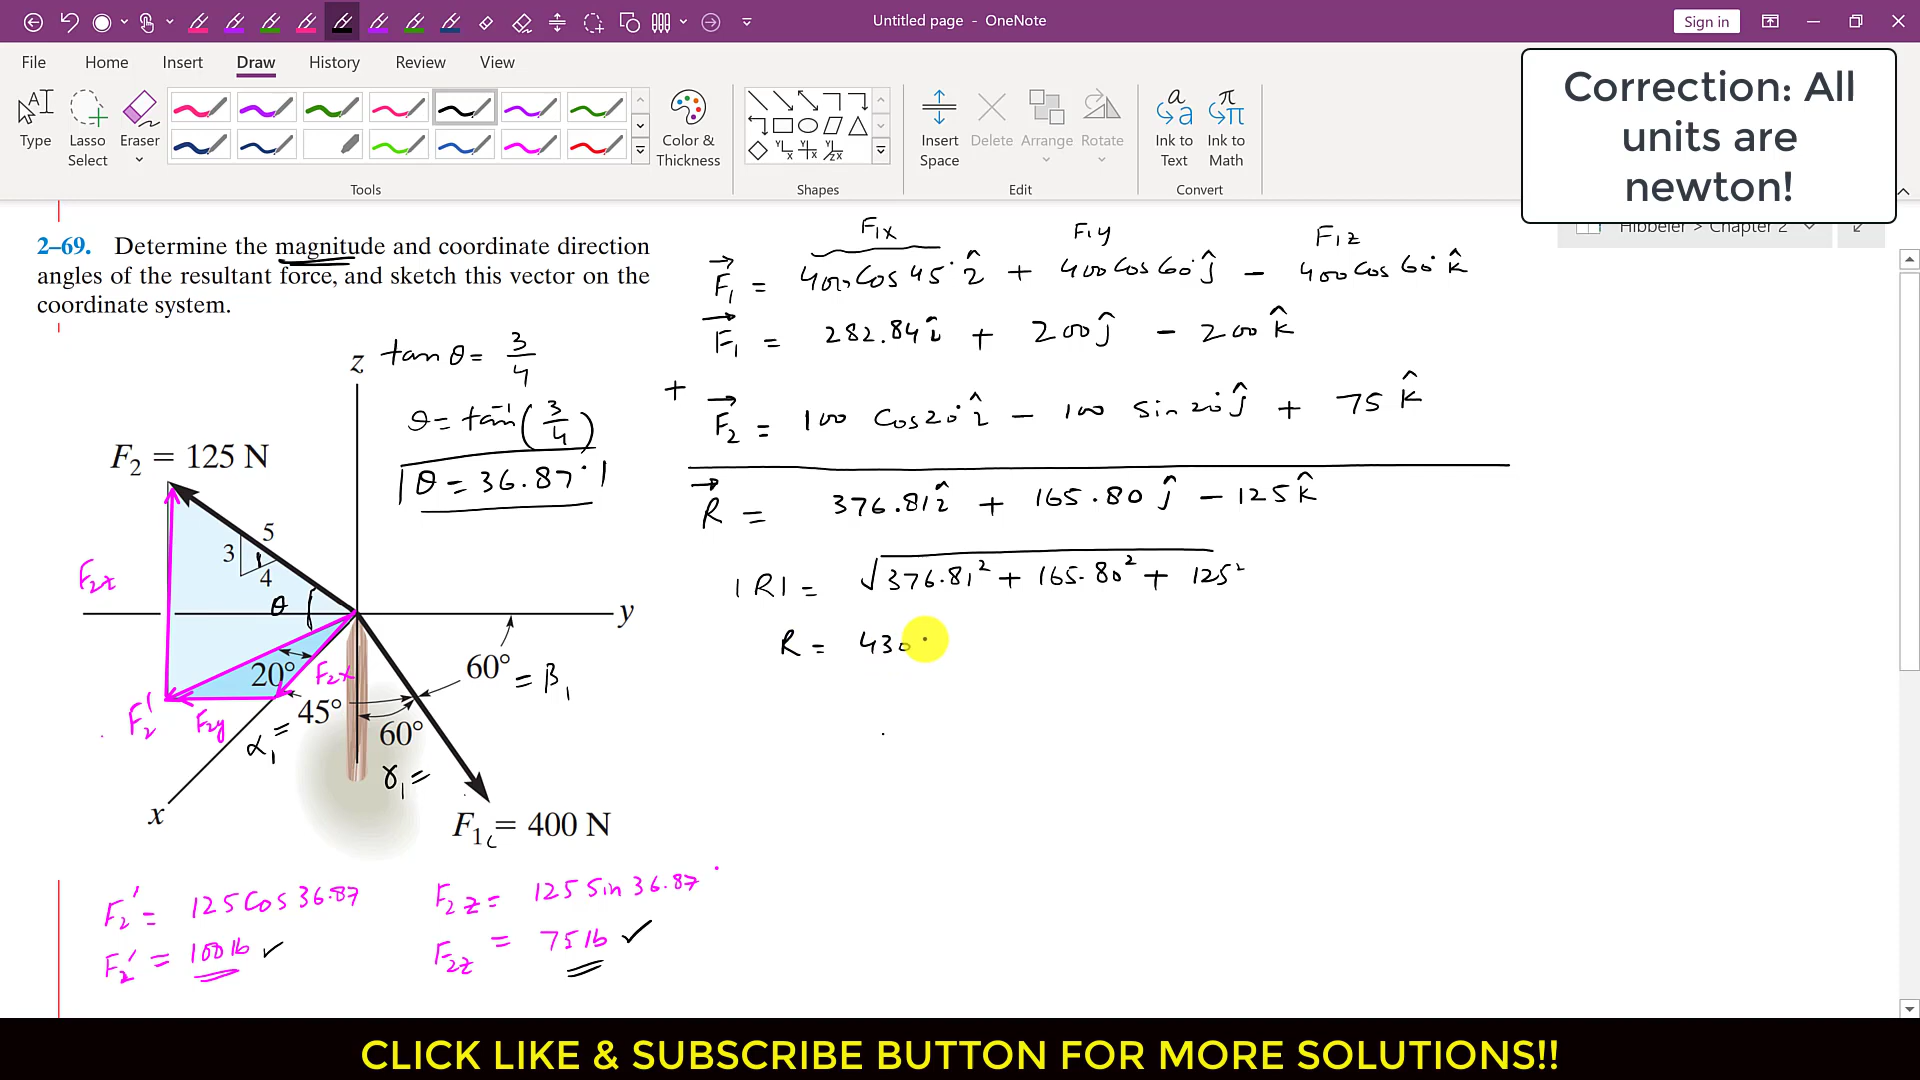 Untitled page - OneNote
Sign in
File Home Insert Draw History View
Type
Lasso Select
Eraser
Color & Thickness
Insert Space
Delete
Arrange
Rotate
Ink to Text
Ink to Math
Tools
Shapes
Edit
Convert
Correction: All
units are
newton!
Hibbeler > Chapter 2
2–69. Determine the magnitude and coordinate direction
angles of the resultant force, and sketch this vector on the
coordinate system.
z
tan θ = 3/4
θ = tan⁻¹(3/4)
θ = 36.87°
F₂ = 125 N
5
3
4
F₂z
θ
y
20°
F₂x
60° = β₁
F₂'
F₂y
45°
α₁ =
60°
γ₁ =
x
F₁ = 400 N
F₂' = 125 Cos 36.87
F₂' = 100 lb ✓
F₂z = 125 Sin 36.87°
F₂z = 75 lb ✓
F₁x F₁y F₁z
F₁ = 400 Cos 45° î + 400 Cos 60° ĵ − 400 Cos 60° k̂
F₁ = 282.84 î + 200 ĵ − 200 k̂
+
F₂ = 100 Cos 20° î − 100 sin 20° ĵ + 75 k̂
R = 376.81 î + 165.80 ĵ − 125 k̂
|R| = √376.81² + 165.80² + 125²
R = 430.
CLICK LIKE & SUBSCRIBE BUTTON FOR MORE SOLUTIONS!!